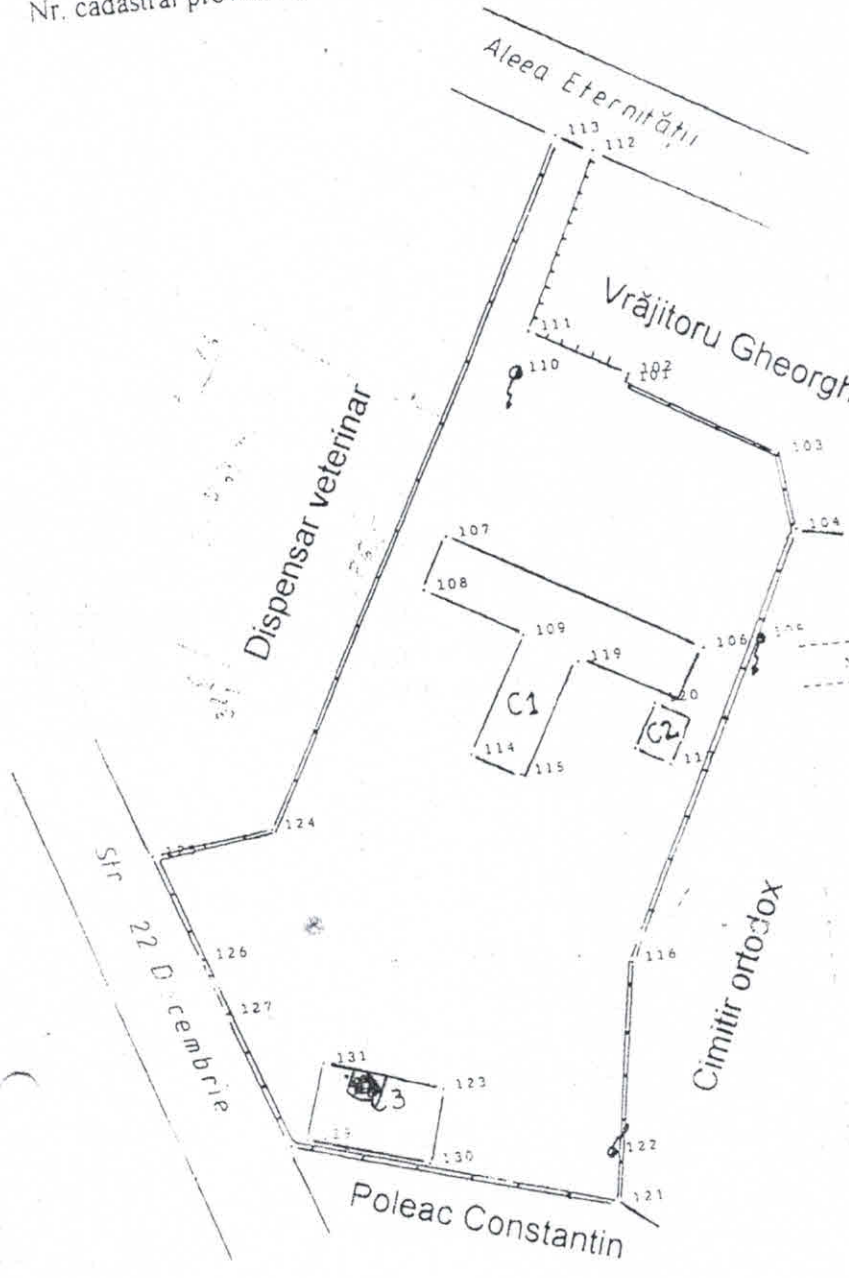 Nr. cadastral
Aleea Eternității
113
112
Vrăjitoru Gheorgh
111
102
101
110
103
104
Dispensar veterinar
107
108
109
106
119
C1
C2
114
115
124
Str 22 D cembrie
126
116
127
Cimitir ortodox
131
123
C3
130
122
121
Poleac Constantin